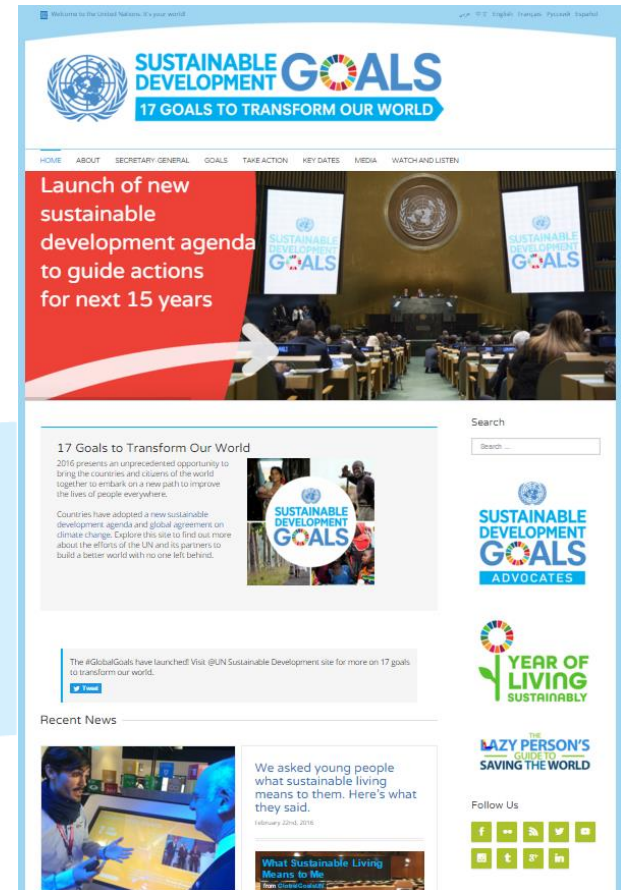 Welcome to the United Nations. It's your world!
عربي 中文 English Français Русский Español
SUSTAINABLE
DEVELOPMENT GOALS
17 GOALS TO TRANSFORM OUR WORLD
HOME ABOUT SECRETARY-GENERAL GOALS TAKE ACTION KEY DATES MEDIA WATCH AND LISTEN
Launch of new
sustainable
development agenda
to guide actions
for next 15 years
SUSTAINABLE
DEVELOPMENT
GOALS
SUSTAINABLE
DEVELOPMENT
GOALS
17 Goals to Transform Our World
2016 presents an unprecedented opportunity to
bring the countries and citizens of the world
together to embark on a new path to improve
the lives of people everywhere.
Countries have adopted a new sustainable
development agenda and global agreement on
climate change. Explore this site to find out more
about the efforts of the UN and its partners to
build a better world with no one left behind.
SUSTAINABLE
DEVELOPMENT
GOALS
The #GlobalGoals have launched! Visit @UN Sustainable Development site for more on 17 goals
to transform our world.
Tweet
Recent News
We asked young people
what sustainable living
means to them. Here's what
they said.
February 22nd, 2016
What Sustainable Living
Means to Me
from GlobalGoalsUN
Search
Search ...
SUSTAINABLE
DEVELOPMENT
GOALS
ADVOCATES
YEAR OF
LIVING
SUSTAINABLY
THE
LAZY PERSON'S
GUIDE TO
SAVING THE WORLD
Follow Us